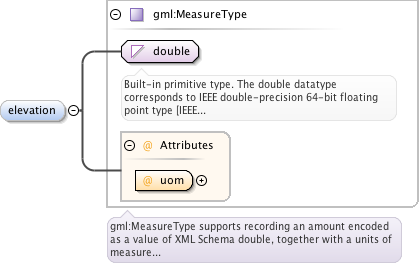 gml:MeasureType
double
Built-in primitive type. The double datatype
corresponds to IEEE double-precision 64-bit floating
point type [IEEE...
elevation
@ Attributes
@ uom
gml:MeasureType supports recording an amount encoded
as a value of XML Schema double, together with a units of
measure...